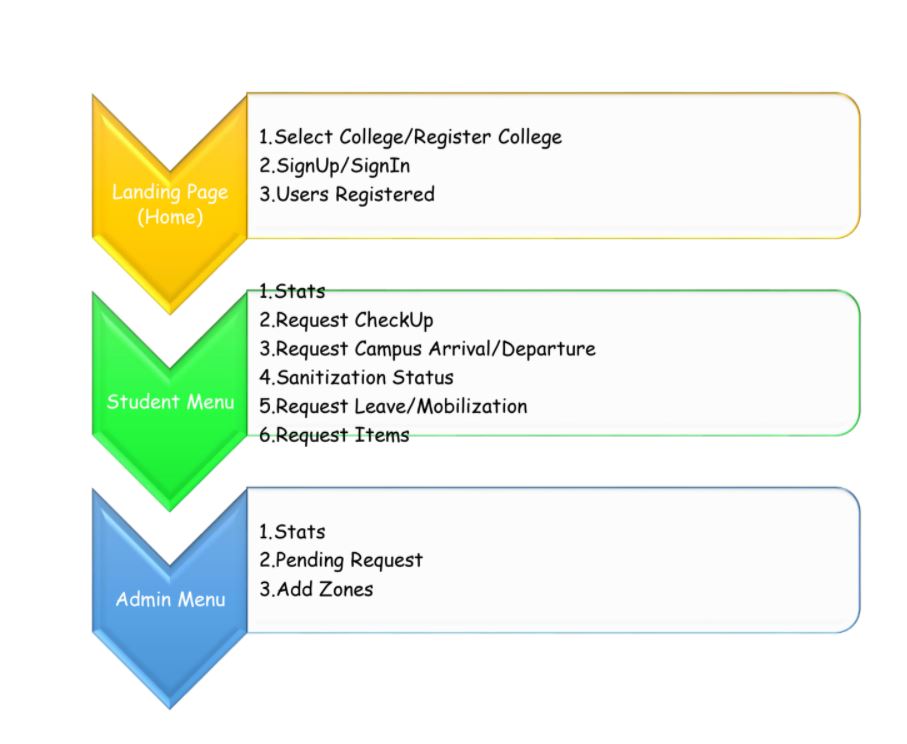 Landing Page
(Home)
1.Select College/Register College
2.SignUp/SignIn
3.Users Registered
Student Menu
1.Stats
2.Request CheckUp
3.Request Campus Arrival/Departure
4.Sanitization Status
5.Request Leave/Mobilization
6.Request Items
Admin Menu
1.Stats
2.Pending Request
3.Add Zones